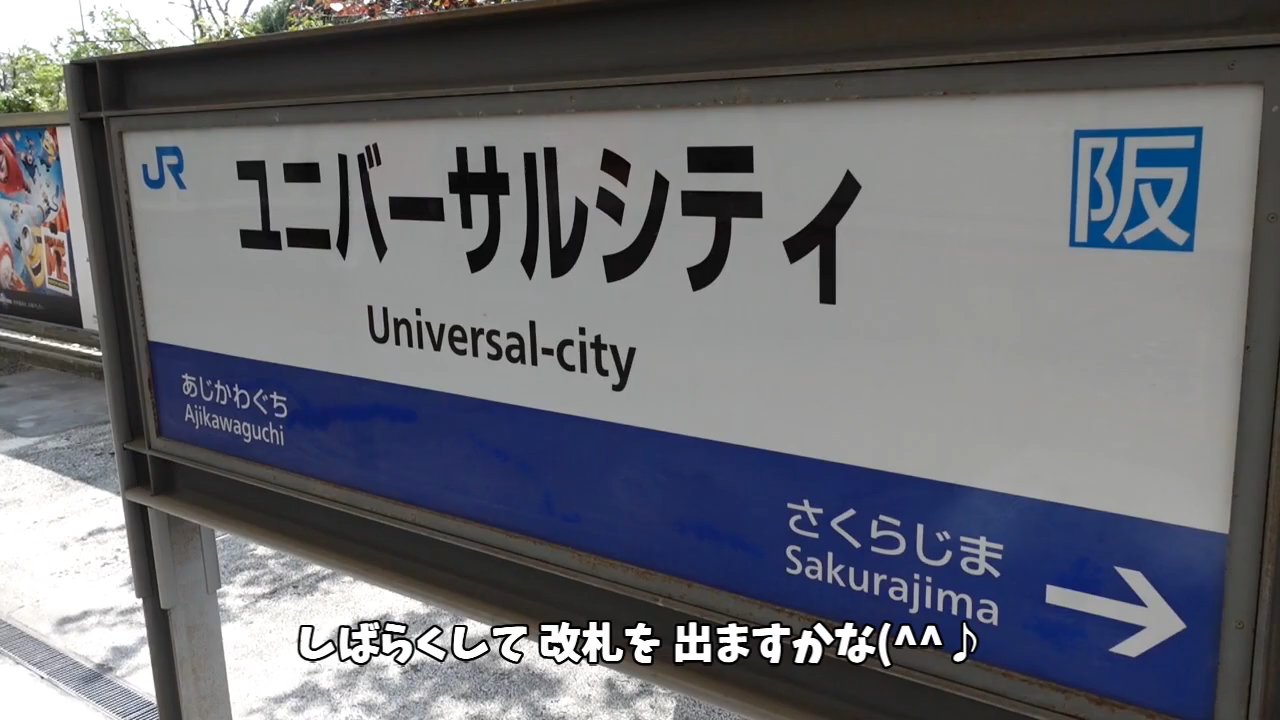 JR
ユニバーサルシティ
阪
Universal-city
あじかわぐち
Ajikawaguchi
さくらじま
Sakurajima
→
しばらくして 改札を 出ますかな(^^♪